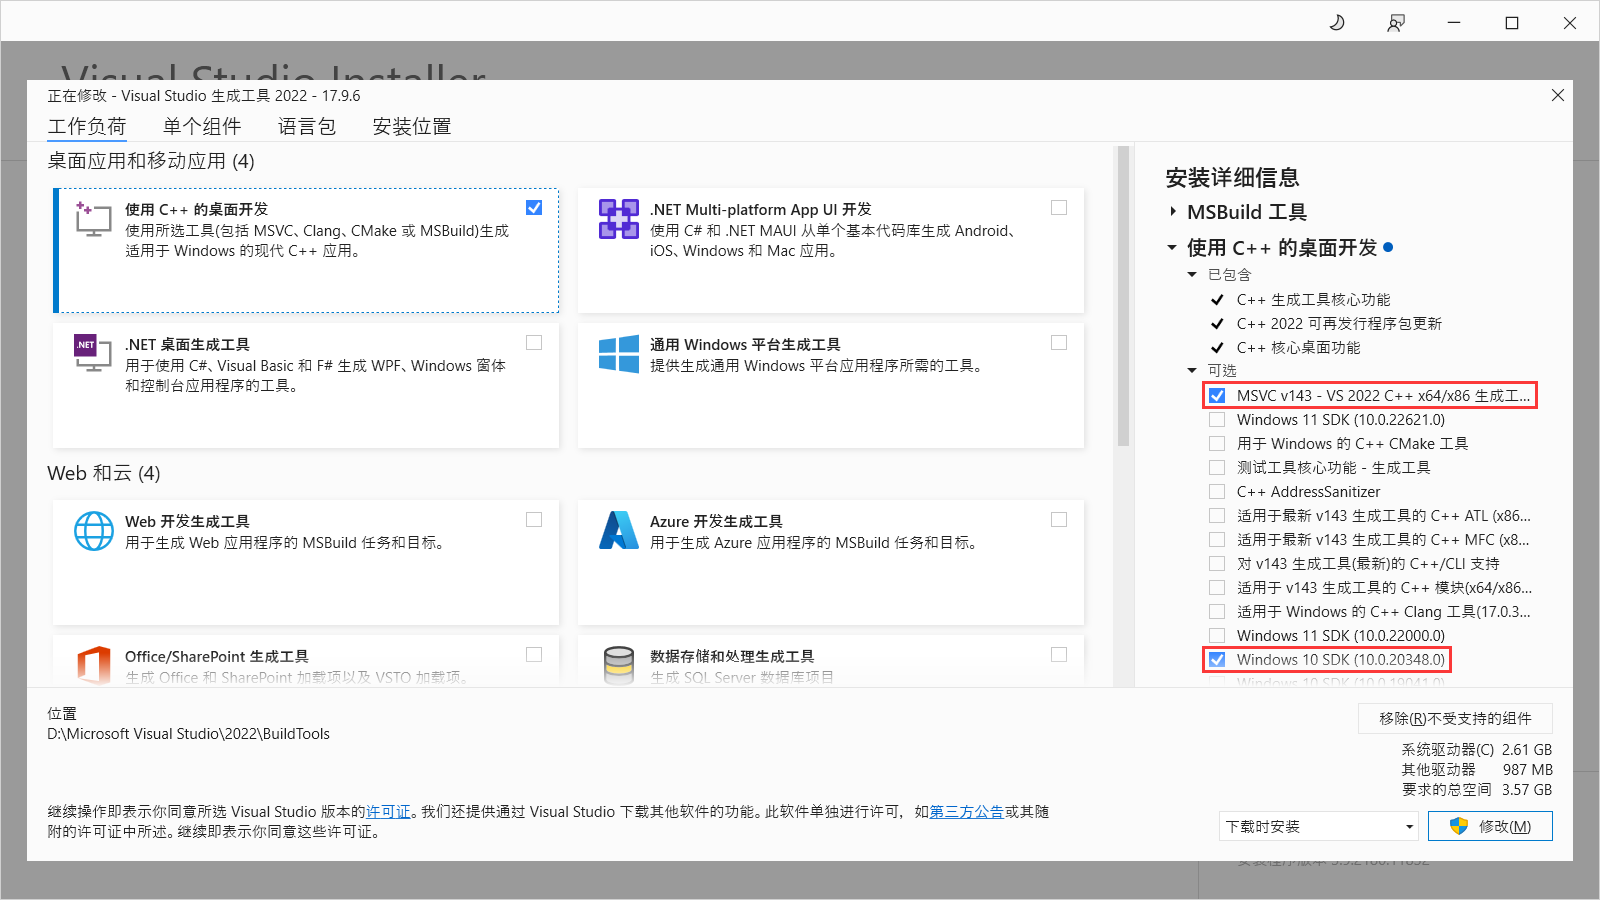 Visual Studio Installer
正在修改 - Visual Studio 生成工具 2022 - 17.9.6
工作负荷 单个组件 语言包 安装位置
桌面应用和移动应用 (4)
使用 C++ 的桌面开发
使用所选工具(包括 MSVC、Clang、CMake 或 MSBuild)生成
适用于 Windows 的现代 C++ 应用。
.NET Multi-platform App UI 开发
使用 C# 和 .NET MAUI 从单个基本代码库生成 Android、
iOS、Windows 和 Mac 应用。
.NET
.NET 桌面生成工具
用于使用 C#、Visual Basic 和 F# 生成 WPF、Windows 窗体
和控制台应用程序的工具。
通用 Windows 平台生成工具
提供生成通用 Windows 平台应用程序所需的工具。
Web 和云 (4)
Web 开发生成工具
用于生成 Web 应用程序的 MSBuild 任务和目标。
Azure 开发生成工具
用于生成 Azure 应用程序的 MSBuild 任务和目标。
Office/SharePoint 生成工具
生成 Office 和 SharePoint 加载项以及 VSTO 加载项。
数据存储和处理生成工具
生成 SQL Server 数据库项目
安装详细信息
MSBuild 工具
使用 C++ 的桌面开发
已包含
C++ 生成工具核心功能
C++ 2022 可再发行程序包更新
C++ 核心桌面功能
可选
MSVC v143 - VS 2022 C++ x64/x86 生成工...
Windows 11 SDK (10.0.22621.0)
用于 Windows 的 C++ CMake 工具
测试工具核心功能 - 生成工具
C++ AddressSanitizer
适用于最新 v143 生成工具的 C++ ATL (x86...
适用于最新 v143 生成工具的 C++ MFC (x8...
对 v143 生成工具(最新)的 C++/CLI 支持
适用于 v143 生成工具的 C++ 模块(x64/x86...
适用于 Windows 的 C++ Clang 工具(17.0.3...
Windows 11 SDK (10.0.22000.0)
Windows 10 SDK (10.0.20348.0)
Windows 10 SDK (10.0.19041.0)
位置
D:\Microsoft Visual Studio\2022\BuildTools
移除(R)不受支持的组件
系统驱动器(C) 2.61 GB
其他驱动器 987 MB
要求的总空间 3.57 GB
继续操作即表示你同意所选 Visual Studio 版本的许可证。我们还提供通过 Visual Studio 下载其他软件的功能。此软件单独进行许可，如第三方公告或其随
附的许可证中所述。继续即表示你同意这些许可证。
下载时安装
修改(M)